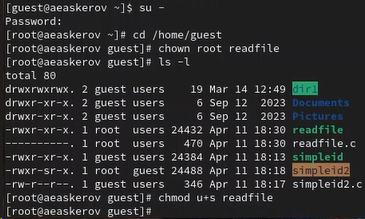 [guest@aeaskerov ~]$ su -
Password:
[root@aeaskerov ~]# cd /home/guest
[root@aeaskerov guest]# chown root readfile
[root@aeaskerov guest]# ls -l
total 80
drwxrwxrwx. 2 guest users    19 Mar 14 12:49 dir1
drwxr-xr-x. 2 guest users     6 Sep 12  2023 Documents
drwxr-xr-x. 2 guest users     6 Sep 12  2023 Pictures
-rwxr-xr-x. 1 root  users 24432 Apr 11 18:30 readfile
----------. 1 root  users   470 Apr 11 18:30 readfile.c
-rwxr-xr-x. 1 guest users 24384 Apr 11 18:13 simpleid
-rwxr-sr-x. 1 root  guest 24488 Apr 11 18:18 simpleid2
-rw-r--r--. 1 guest users   346 Apr 11 18:17 simpleid2.c
[root@aeaskerov guest]# chmod u+s readfile
[root@aeaskerov guest]#